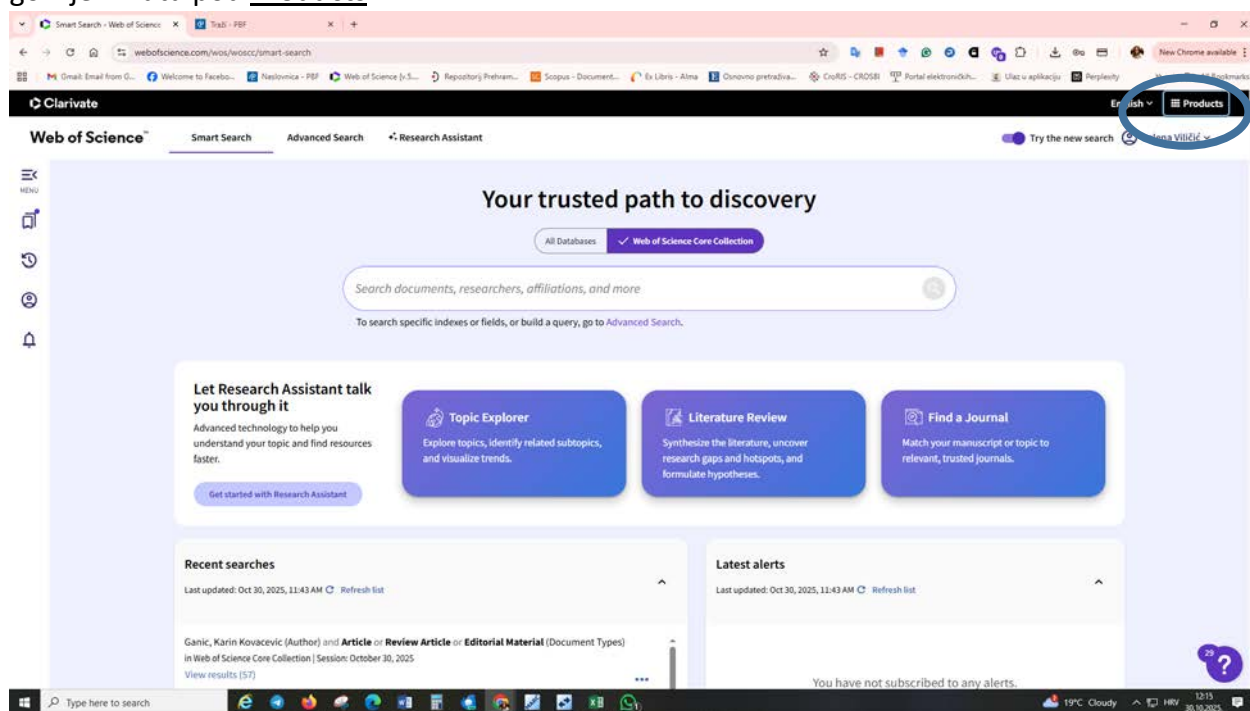 Products
Smart Search - Web of Science
Traži - PBF
webofscience.com/wos/woscc/smart-search
New Chrome available
Gmail: Email from G...
Welcome to Facebo...
Naslovnica - PBF
Web of Science [v.5...
Repozitorij Prehram...
Scopus - Document...
Ex Libris - Alma
Osnovno pretraživa...
CroRIS - CROSBI
Portal elektroničkih...
Ulaz u aplikaciju
Perplexity
Bookmarks
Clarivate
English
Products
Web of Science™
Smart Search
Advanced Search
Research Assistant
Try the new search
Viličić
MENU
Your trusted path to discovery
All Databases
Web of Science Core Collection
Search documents, researchers, affiliations, and more
To search specific indexes or fields, or build a query, go to Advanced Search.
Let Research Assistant talk
you through it
Advanced technology to help you
understand your topic and find resources
faster.
Get started with Research Assistant
Topic Explorer
Explore topics, identify related subtopics,
and visualize trends.
Literature Review
Synthesize the literature, uncover
research gaps and hotspots, and
formulate hypotheses.
Find a Journal
Match your manuscript or topic to
relevant, trusted journals.
Recent searches
Last updated: Oct 30, 2025, 11:43 AM Refresh list
Ganic, Karin Kovacevic (Author) and Article or Review Article or Editorial Material (Document Types)
in Web of Science Core Collection | Session: October 30, 2025
View results (57)
Latest alerts
Last updated: Oct 30, 2025, 11:43 AM Refresh list
You have not subscribed to any alerts.
29
?
Type here to search
19°C Cloudy
HRV
12:15
30.10.2025.